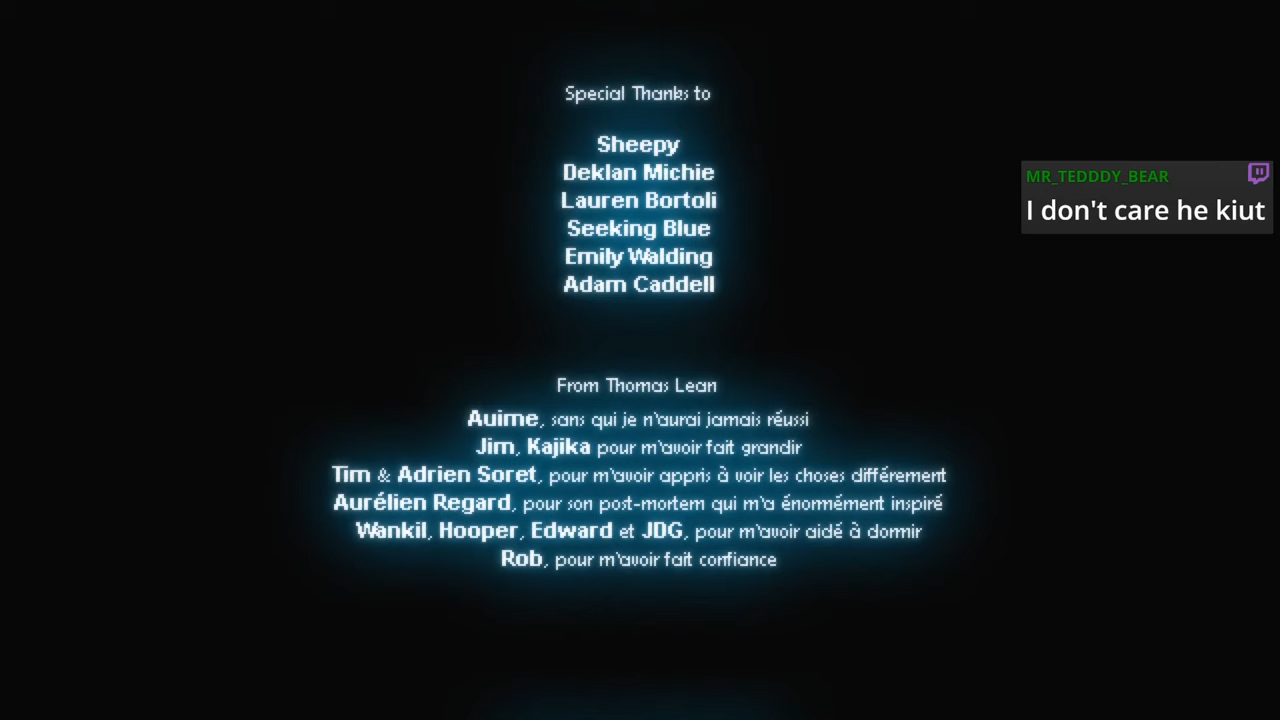 Special Thanks to
Sheepy
Deklan Michie
Lauren Bortoli
Seeking Blue
Emily Walding
Adam Caddell
From Thomas Lean
Auime, sans qui je n'aurai jamais réussi
Jim, Kajika pour m'avoir fait grandir
Tim & Adrien Soret, pour m'avoir appris à voir les choses différement
Aurélien Regard, pour son post-mortem qui m'a énormément inspiré
Wankil, Hooper, Edward et JDG, pour m'avoir aidé à dormir
Rob, pour m'avoir fait confiance
MR_TEDDDY_BEAR
I don't care he kiut